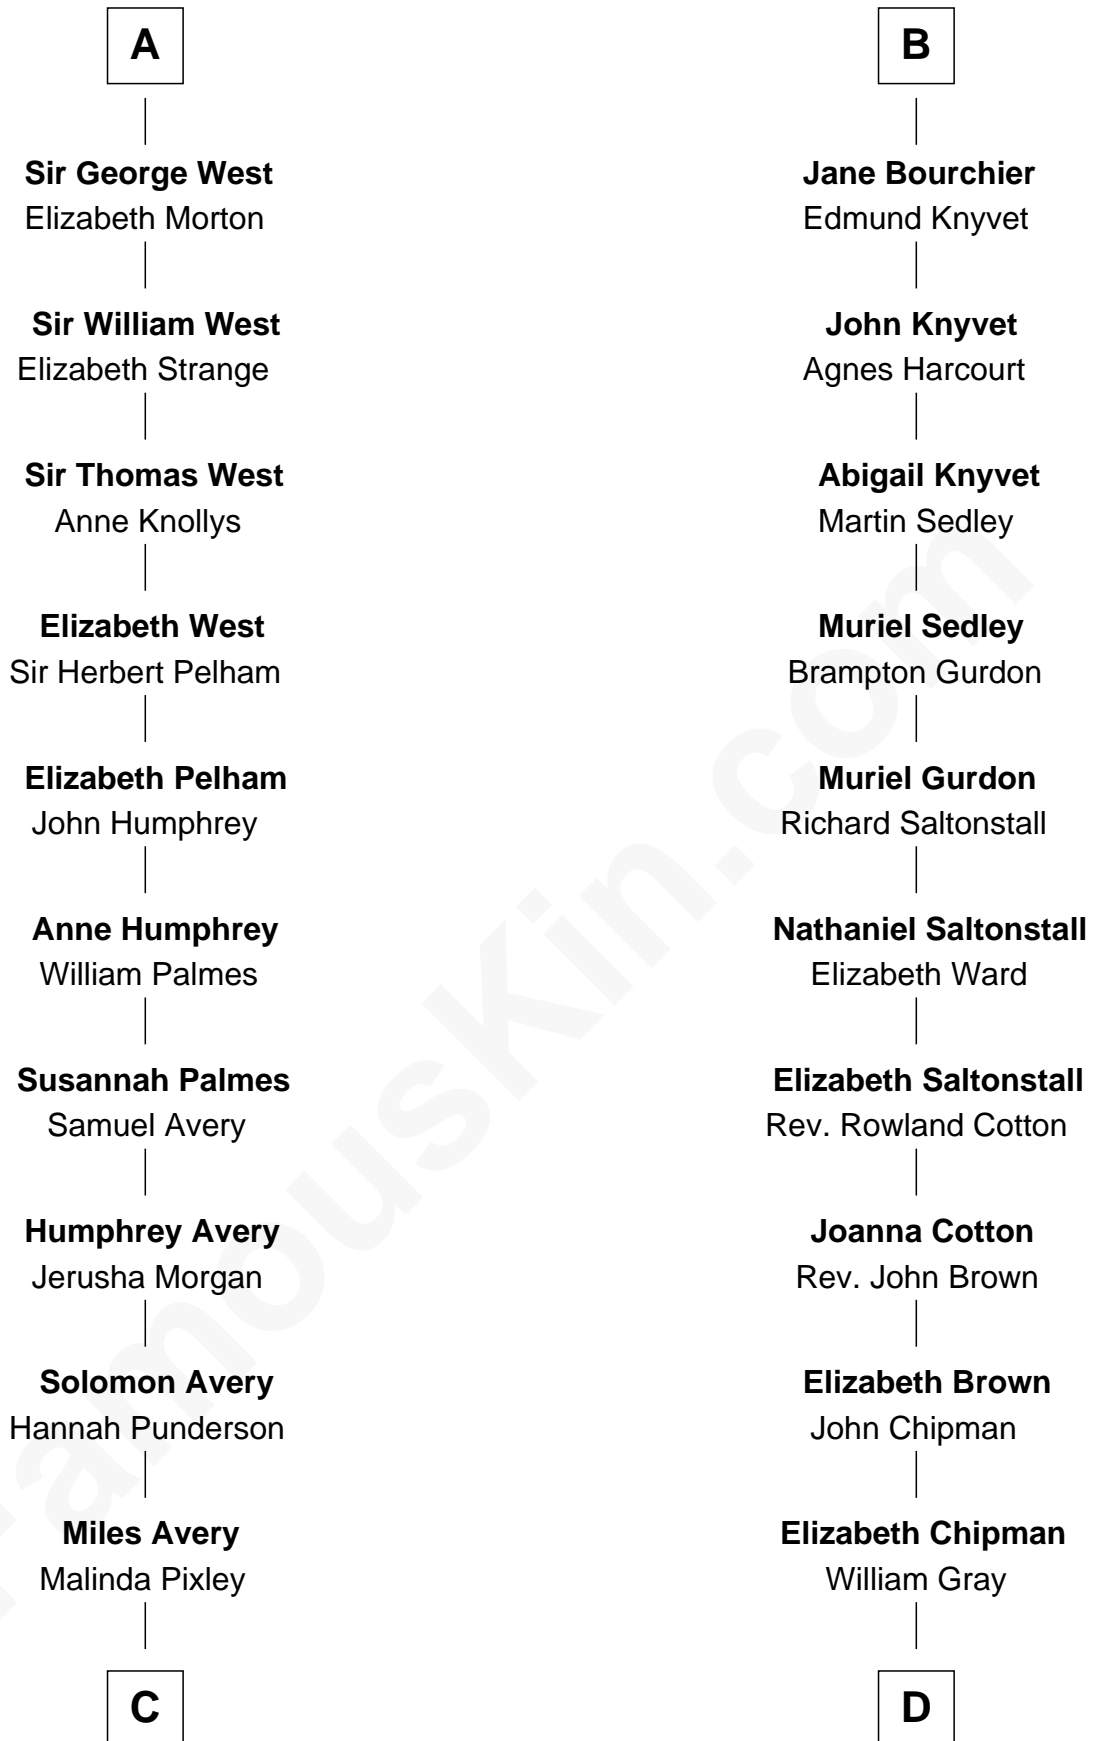 A
Sir George West
Elizabeth Morton
Sir William West
Elizabeth Strange
Sir Thomas West
Anne Knollys
Elizabeth West
Sir Herbert Pelham
Elizabeth Pelham
John Humphrey
Anne Humphrey
William Palmes
Susannah Palmes
Samuel Avery
Humphrey Avery
Jerusha Morgan
Solomon Avery
Hannah Punderson
Miles Avery
Malinda Pixley
C
B
Jane Bourchier
Edmund Knyvet
John Knyvet
Agnes Harcourt
Abigail Knyvet
Martin Sedley
Muriel Sedley
Brampton Gurdon
Muriel Gurdon
Richard Saltonstall
Nathaniel Saltonstall
Elizabeth Ward
Elizabeth Saltonstall
Rev. Rowland Cotton
Joanna Cotton
Rev. John Brown
Elizabeth Brown
John Chipman
Elizabeth Chipman
William Gray
D
FamousKin.com